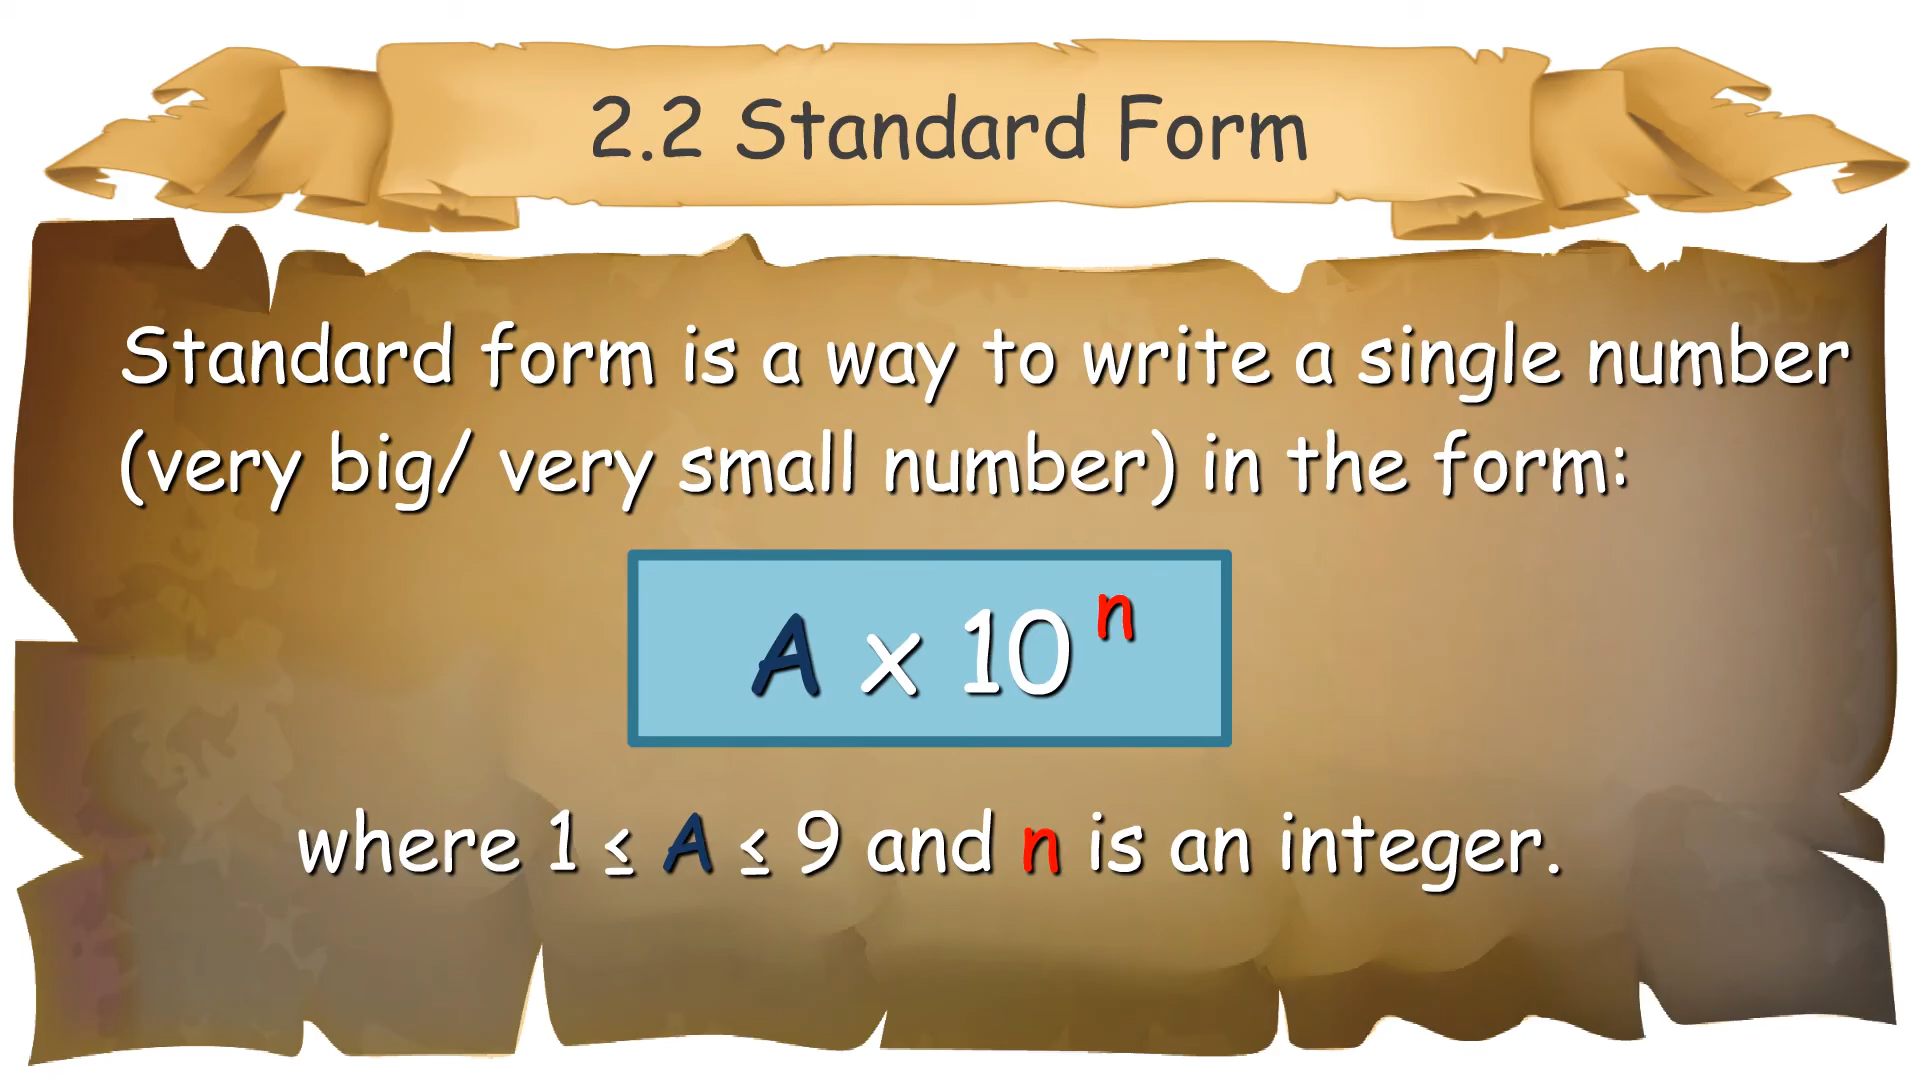 2.2 Standard Form
Standard form is a way to write a single number
(very big/ very small number) in the form:
A x 10ⁿ
where 1 ≤ A ≤ 9 and n is an integer.